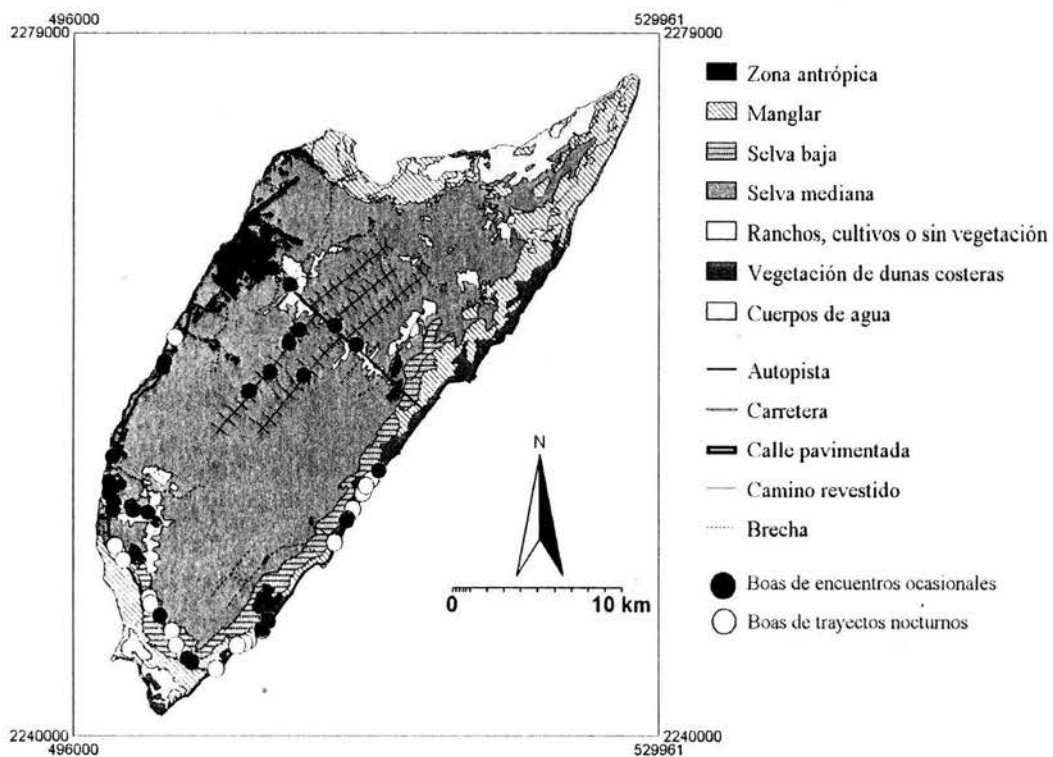 496000
529961
2279000
2279000
Zona antrópica
Manglar
Selva baja
Selva mediana
Ranchos, cultivos o sin vegetación
Vegetación de dunas costeras
Cuerpos de agua
Autopista
Carretera
Calle pavimentada
Camino revestido
Brecha
Boas de encuentros ocasionales
Boas de trayectos nocturnos
N
0 10 km
2240000
2240000
496000
529961